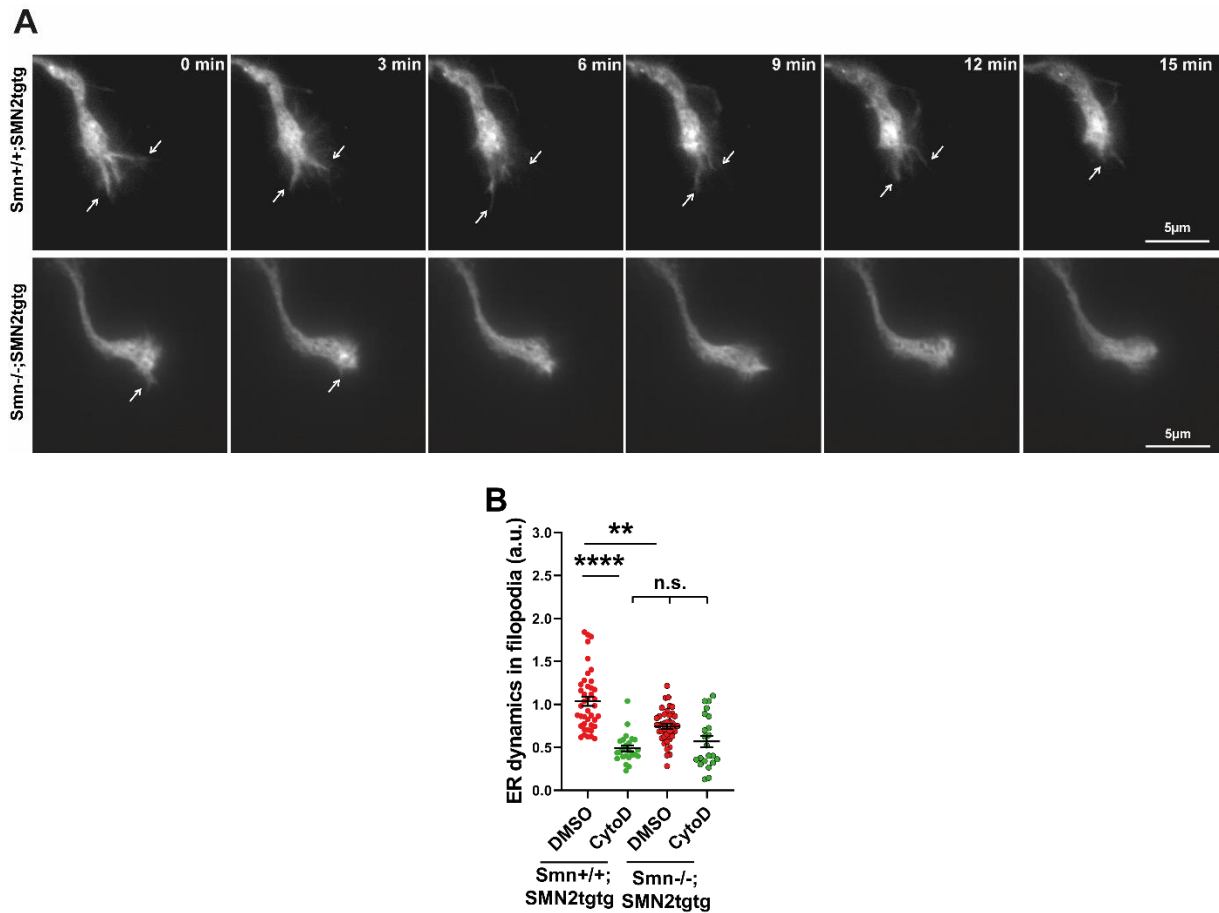 A
0 min 3 min 6 min 9 min 12 min 15 min
Smn+/+;SMN2tgtg
5µm
Smn-/-;SMN2tgtg
5µm
B
ER dynamics in filopodia (a.u.)
3.0
2.5
2.0
1.5
1.0
0.5
0.0
**
****
n.s.
DMSO CytoD DMSO CytoD
Smn+/+; Smn-/-;
SMN2tgtg SMN2tgtg